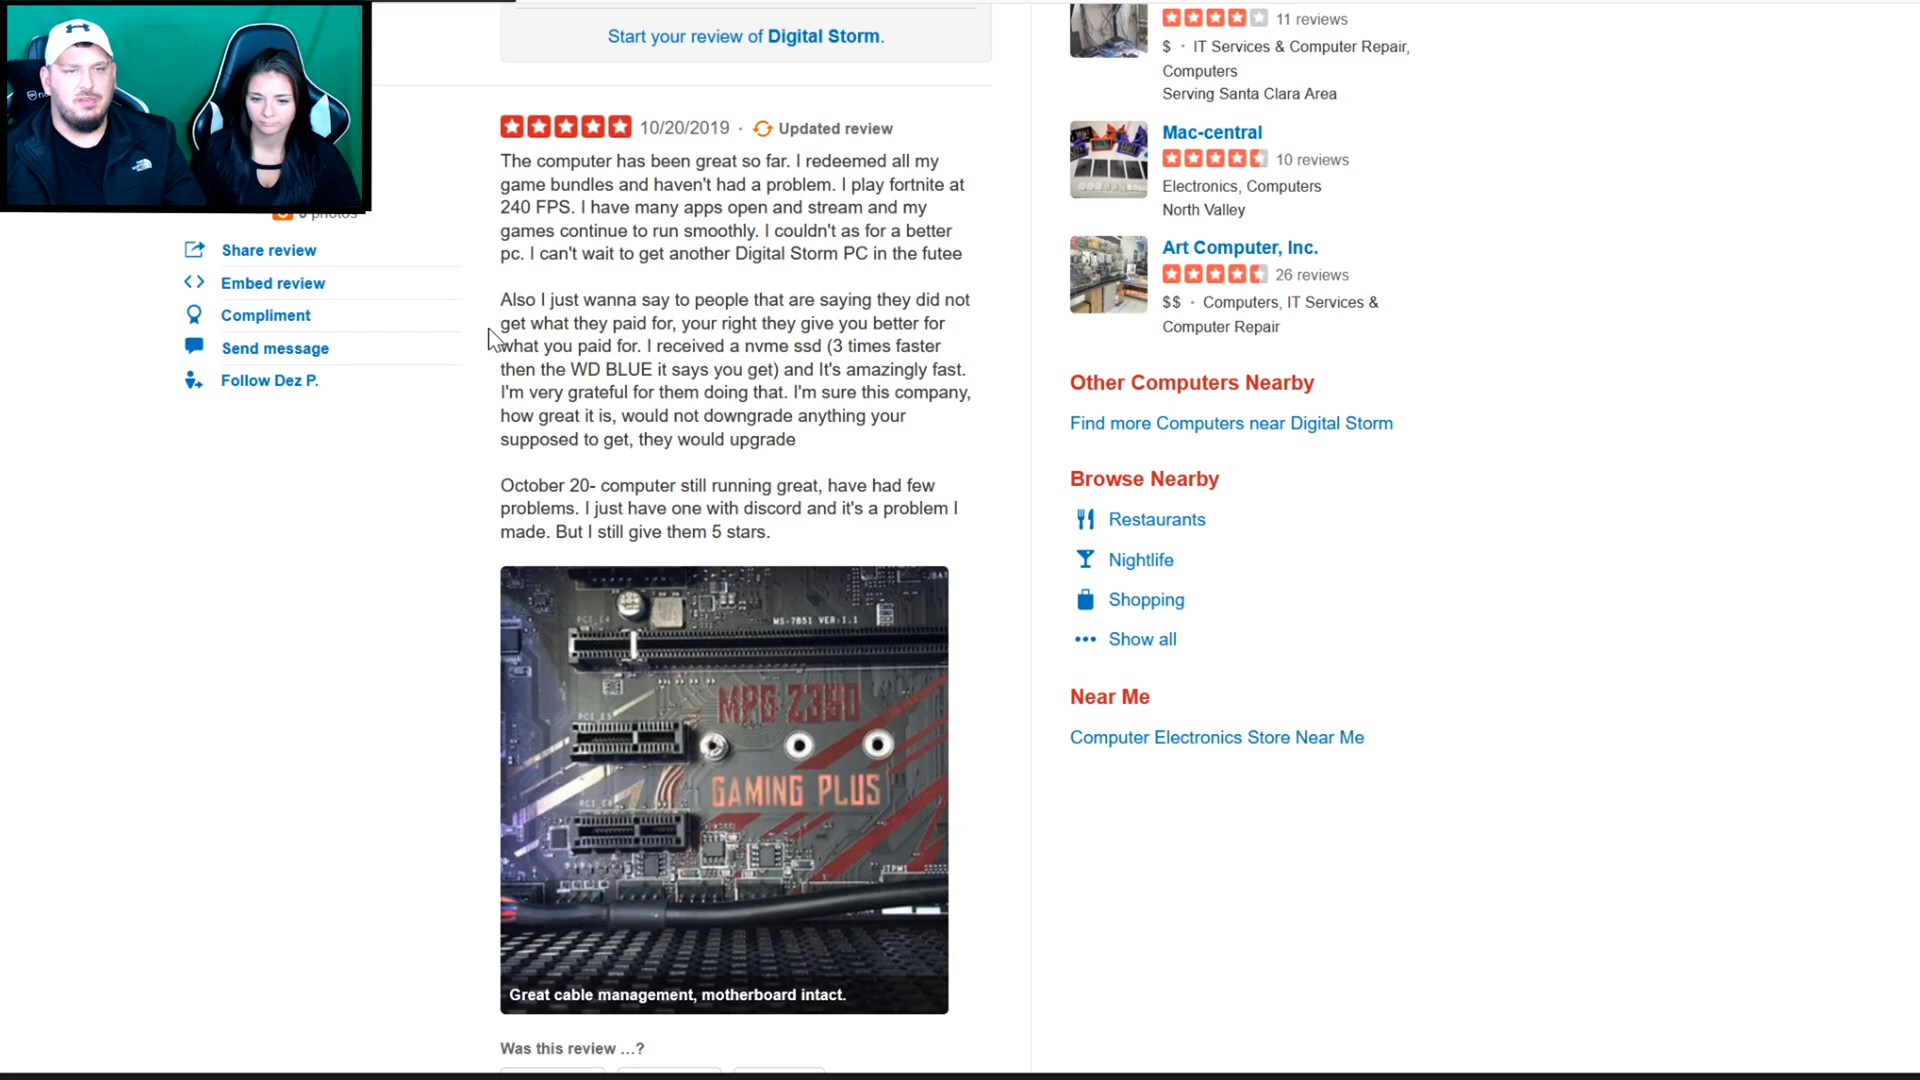 Start your review of Digital Storm.
10/20/2019 · Updated review
The computer has been great so far. I redeemed all my
game bundles and haven't had a problem. I play fortnite at
240 FPS. I have many apps open and stream and my
games continue to run smoothly. I couldn't as for a better
pc. I can't wait to get another Digital Storm PC in the futee
Also I just wanna say to people that are saying they did not
get what they paid for, your right they give you better for
what you paid for. I received a nvme ssd (3 times faster
then the WD BLUE it says you get) and It's amazingly fast.
I'm very grateful for them doing that. I'm sure this company,
how great it is, would not downgrade anything your
supposed to get, they would upgrade
October 20- computer still running great, have had few
problems. I just have one with discord and it's a problem I
made. But I still give them 5 stars.
PCI_E4
MS-7B51 VER:1.1
MPG Z390
PCI_E5
GAMING PLUS
PCI_E6
JTPM1
Great cable management, motherboard intact.
Was this review ...?
photos
Share review
Embed review
Compliment
Send message
Follow Dez P.
11 reviews
$ · IT Services & Computer Repair,
Computers
Serving Santa Clara Area
Mac-central
10 reviews
Electronics, Computers
North Valley
Art Computer, Inc.
26 reviews
$$ · Computers, IT Services &
Computer Repair
Other Computers Nearby
Find more Computers near Digital Storm
Browse Nearby
Restaurants
Nightlife
Shopping
Show all
Near Me
Computer Electronics Store Near Me